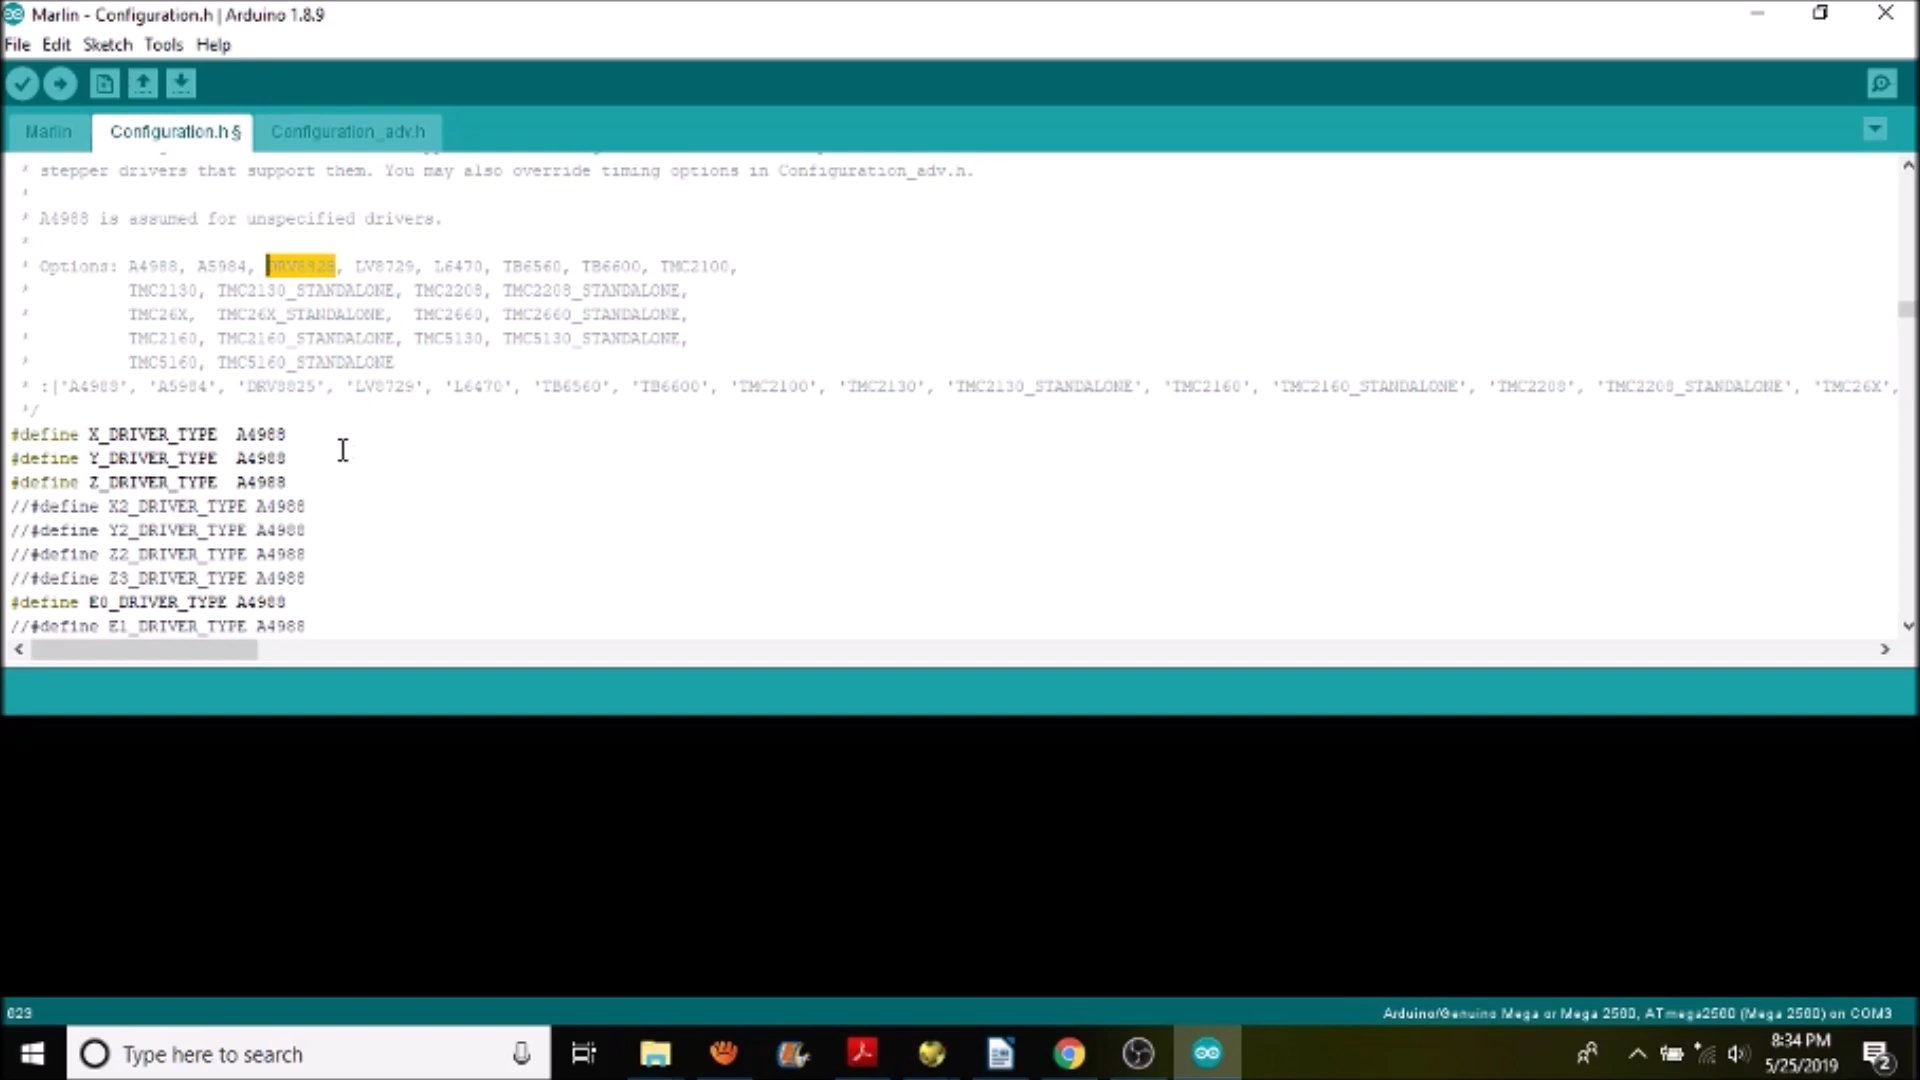 Marlin - Configuration.h | Arduino 1.8.9
File Edit Sketch Tools Help
Marlin Configuration.h § Configuration_adv.h
* stepper drivers that support them. You may also override timing options in Configuration_adv.h.
*
* A4988 is assumed for unspecified drivers.
*
* Options: A4988, A5984, DRV8825, LV8729, L6470, TB6560, TB6600, TMC2100,
* TMC2130, TMC2130_STANDALONE, TMC2208, TMC2208_STANDALONE,
* TMC26X, TMC26X_STANDALONE, TMC2660, TMC2660_STANDALONE,
* TMC2160, TMC2160_STANDALONE, TMC5130, TMC5130_STANDALONE,
* TMC5160, TMC5160_STANDALONE
* :['A4988', 'A5984', 'DRV8825', 'LV8729', 'L6470', 'TB6560', 'TB6600', 'TMC2100', 'TMC2130', 'TMC2130_STANDALONE', 'TMC2160', 'TMC2160_STANDALONE', 'TMC2208', 'TMC2208_STANDALONE', 'TMC26X',
*/
#define X_DRIVER_TYPE A4988
#define Y_DRIVER_TYPE A4988
#define Z_DRIVER_TYPE A4988
//#define X2_DRIVER_TYPE A4988
//#define Y2_DRIVER_TYPE A4988
//#define Z2_DRIVER_TYPE A4988
//#define Z3_DRIVER_TYPE A4988
#define E0_DRIVER_TYPE A4988
//#define E1_DRIVER_TYPE A4988
623 Arduino/Genuino Mega or Mega 2560, ATmega2560 (Mega 2560) on COM3
Type here to search
8:34 PM
5/25/2019
2